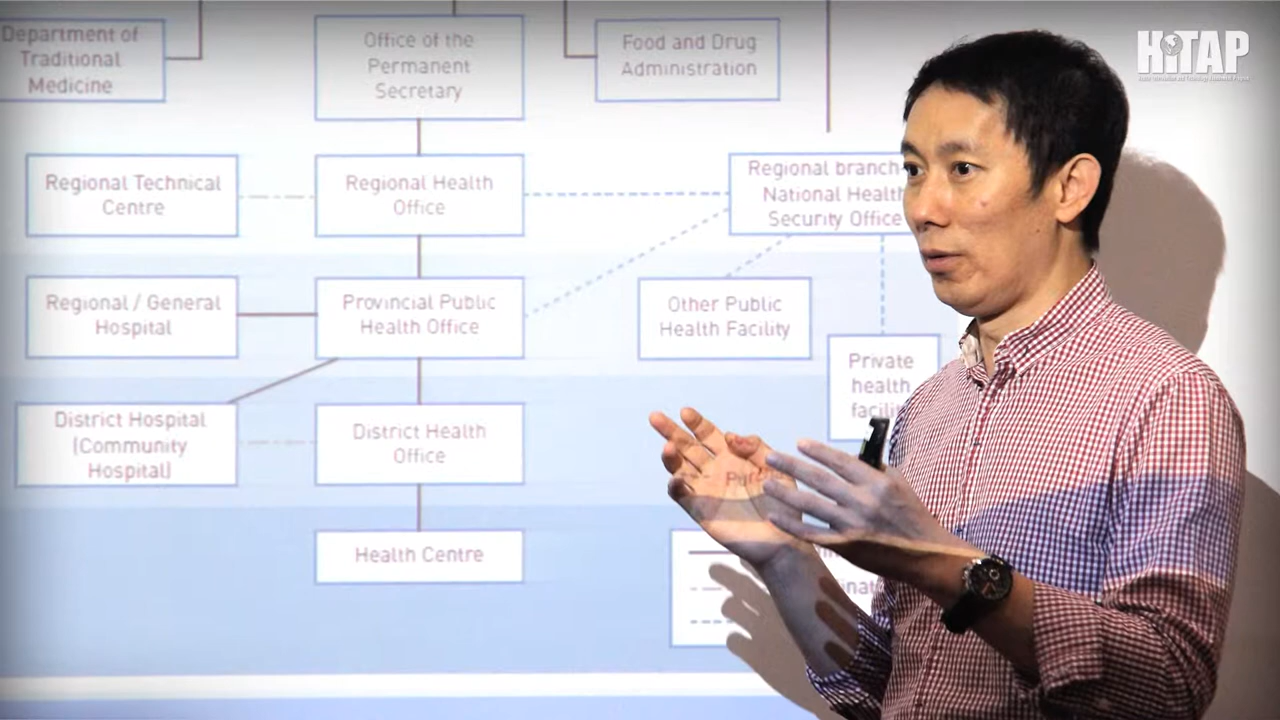 Department of
Traditional
Medicine
Office of the
Permanent
Secretary
Food and Drug
Administration
HiTAP
Regional Technical
Centre
Regional Health
Office
Regional branch
National Health
Security Office
Regional / General
Hospital
Provincial Public
Health Office
Other Public
Health Facility
Private
health
District Hospital
(Community
Hospital)
District Health
Office
Health Centre